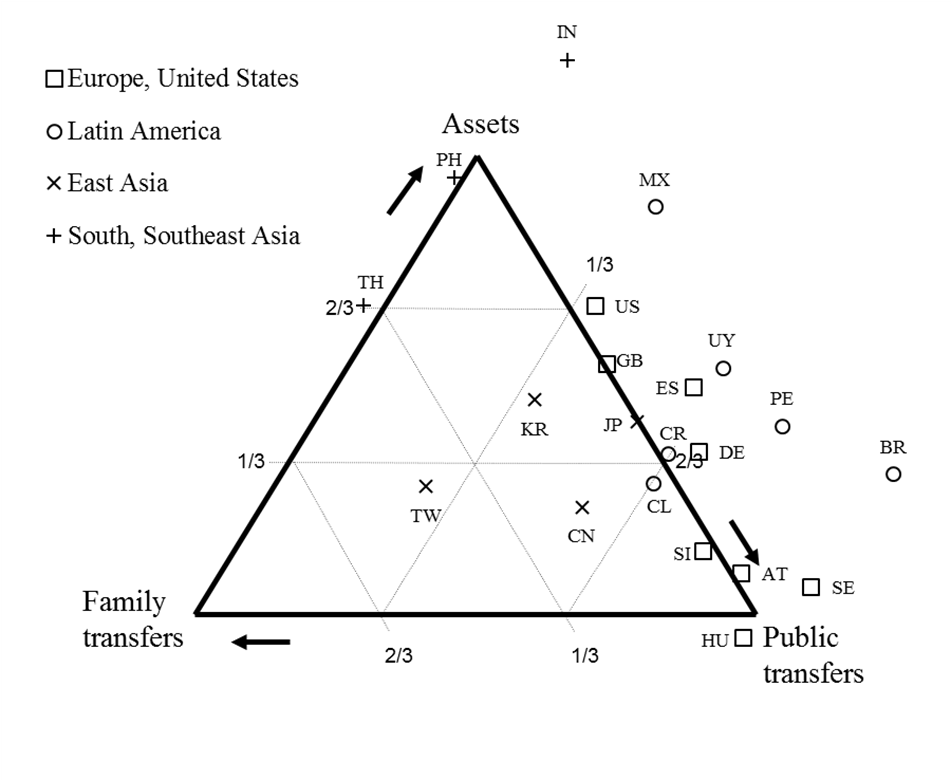 IN
Europe, United States
Assets
Latin America
PH
MX
East Asia
South, Southeast Asia
1/3
TH
2/3
US
UY
GB
ES
PE
KR
JP
CR
BR
1/3
2/3
DE
TW
CL
CN
SI
AT
SE
Family
transfers
HU
Public
transfers
2/3
1/3